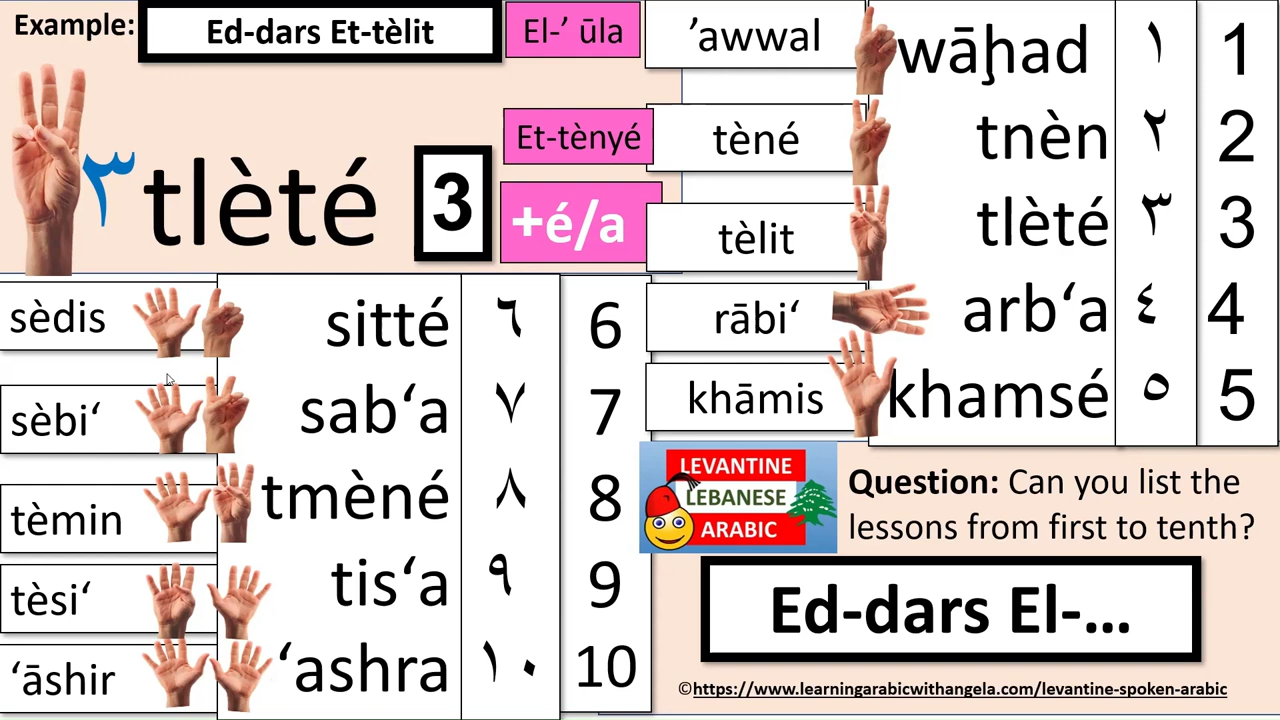 Example:
Ed-dars Et-tèlit
El-’ ūla
٣ tlèté 3
Et-tènyé
+é/a
’awwal wāḩad ١ 1
tèné tnèn ٢ 2
tèlit tlèté ٣ 3
rābi‘ arb‘a ٤ 4
khāmis khamsé ٥ 5
sèdis sitté ٦ 6
sèbi‘ sab‘a ٧ 7
tèmin tmèné ٨ 8
tèsi‘ tis‘a ٩ 9
‘āshir ‘ashra ١٠ 10
LEVANTINE
LEBANESE
ARABIC
Question: Can you list the
lessons from first to tenth?
Ed-dars El-...
©https://www.learningarabicwithangela.com/levantine-spoken-arabic